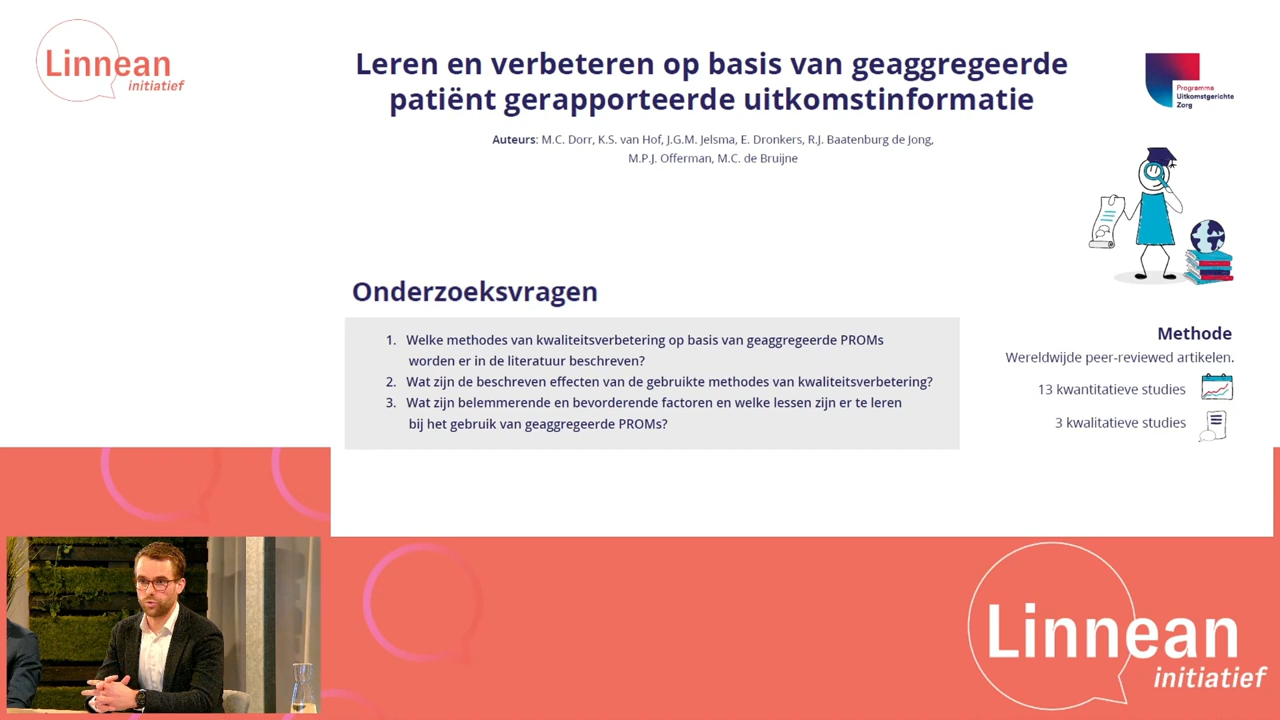 Linnean
initiatief
Leren en verbeteren op basis van geaggregeerde
patiënt gerapporteerde uitkomstinformatie
Auteurs: M.C. Dorr, K.S. van Hof, J.G.M. Jelsma, E. Dronkers, R.J. Baatenburg de Jong,
M.P.J. Offerman, M.C. de Bruijne
Programma
Uitkomstgerichte
Zorg
Onderzoeksvragen
1. Welke methodes van kwaliteitsverbetering op basis van geaggregeerde PROMs
worden er in de literatuur beschreven?
2. Wat zijn de beschreven effecten van de gebruikte methodes van kwaliteitsverbetering?
3. Wat zijn belemmerende en bevorderende factoren en welke lessen zijn er te leren
bij het gebruik van geaggregeerde PROMs?
Methode
Wereldwijde peer-reviewed artikelen.
13 kwantitatieve studies
3 kwalitatieve studies
Linnean
initiatief